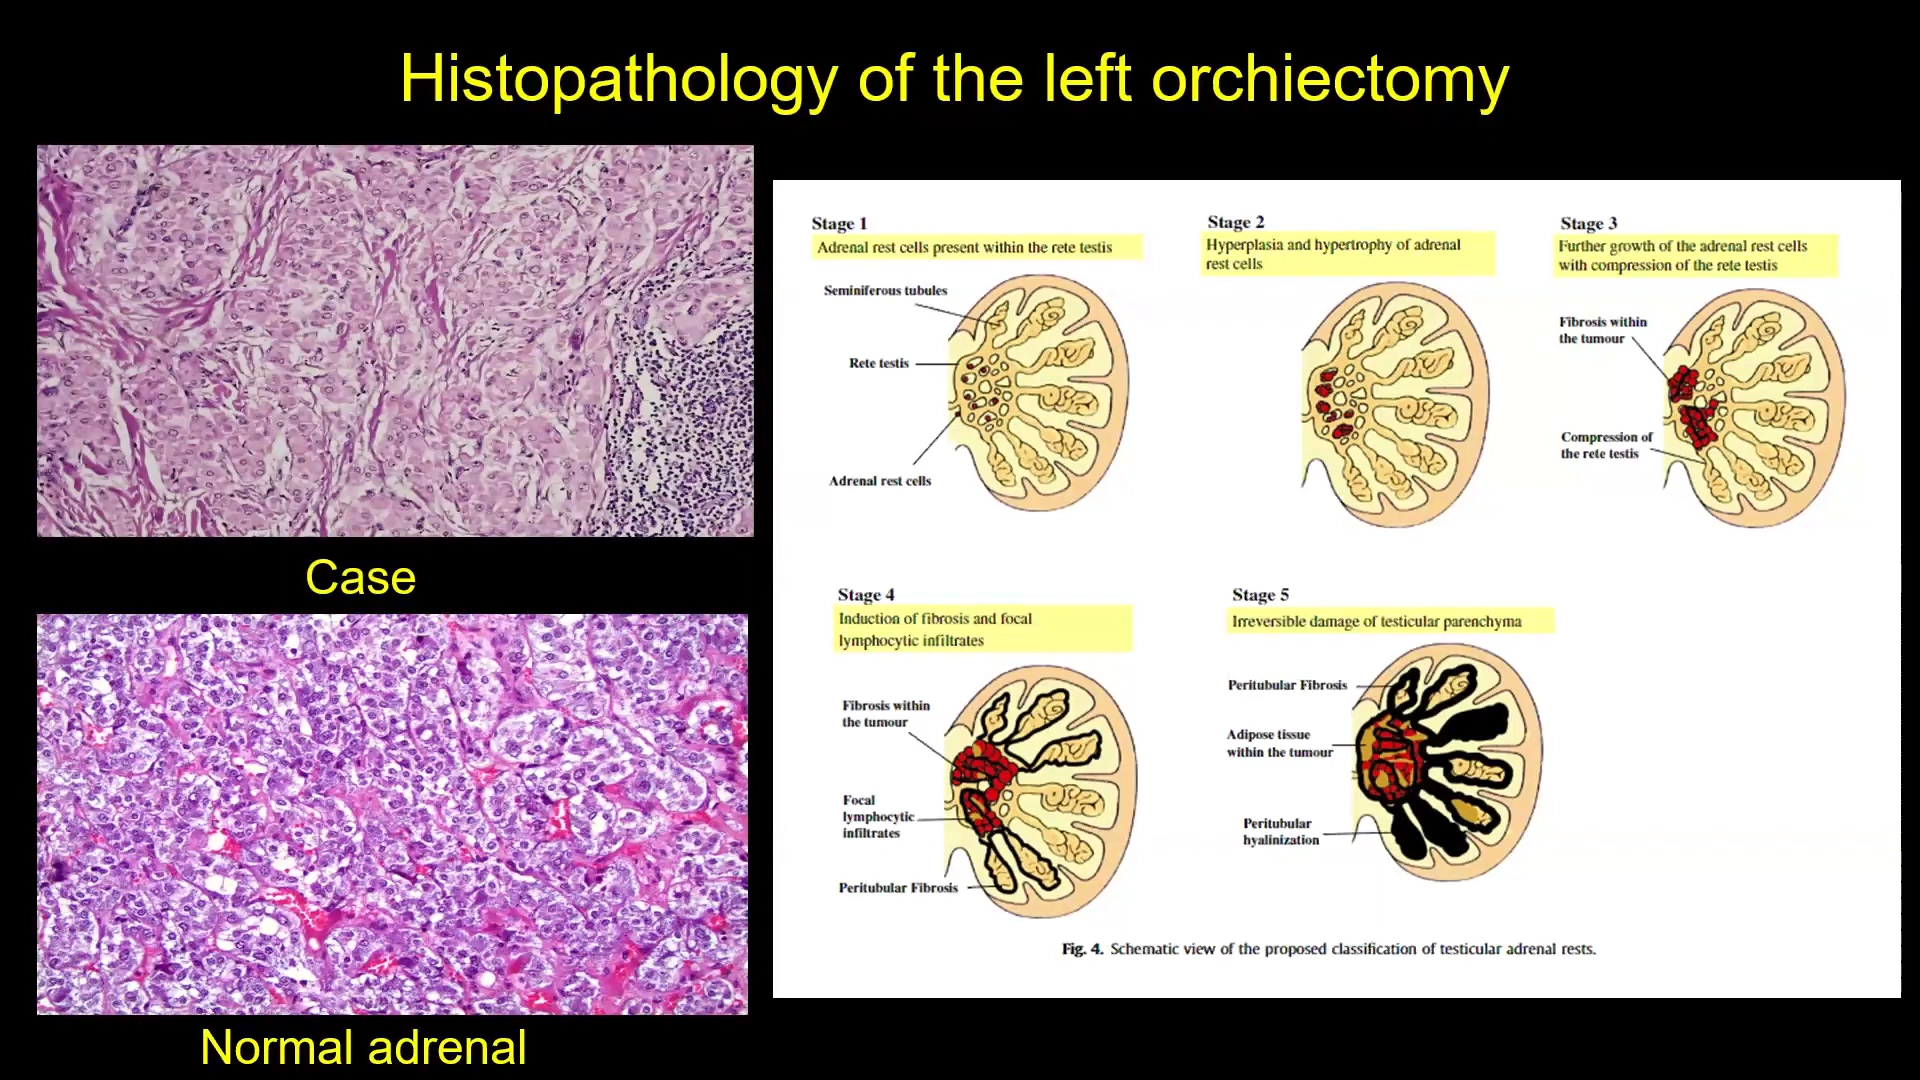 Histopathology of the left orchiectomy
Case
Normal adrenal
Stage 1
Adrenal rest cells present within the rete testis
Seminiferous tubules
Rete testis
Adrenal rest cells
Stage 2
Hyperplasia and hypertrophy of adrenal
rest cells
Stage 3
Further growth of the adrenal rest cells
with compression of the rete testis
Fibrosis within
the tumour
Compression of
the rete testis
Stage 4
Induction of fibrosis and focal
lymphocytic infiltrates
Fibrosis within
the tumour
Focal
lymphocytic
infiltrates
Peritubular Fibrosis
Stage 5
Irreversible damage of testicular parenchyma
Peritubular Fibrosis
Adipose tissue
within the tumour
Peritubular
hyalinization
Fig. 4. Schematic view of the proposed classification of testicular adrenal rests.